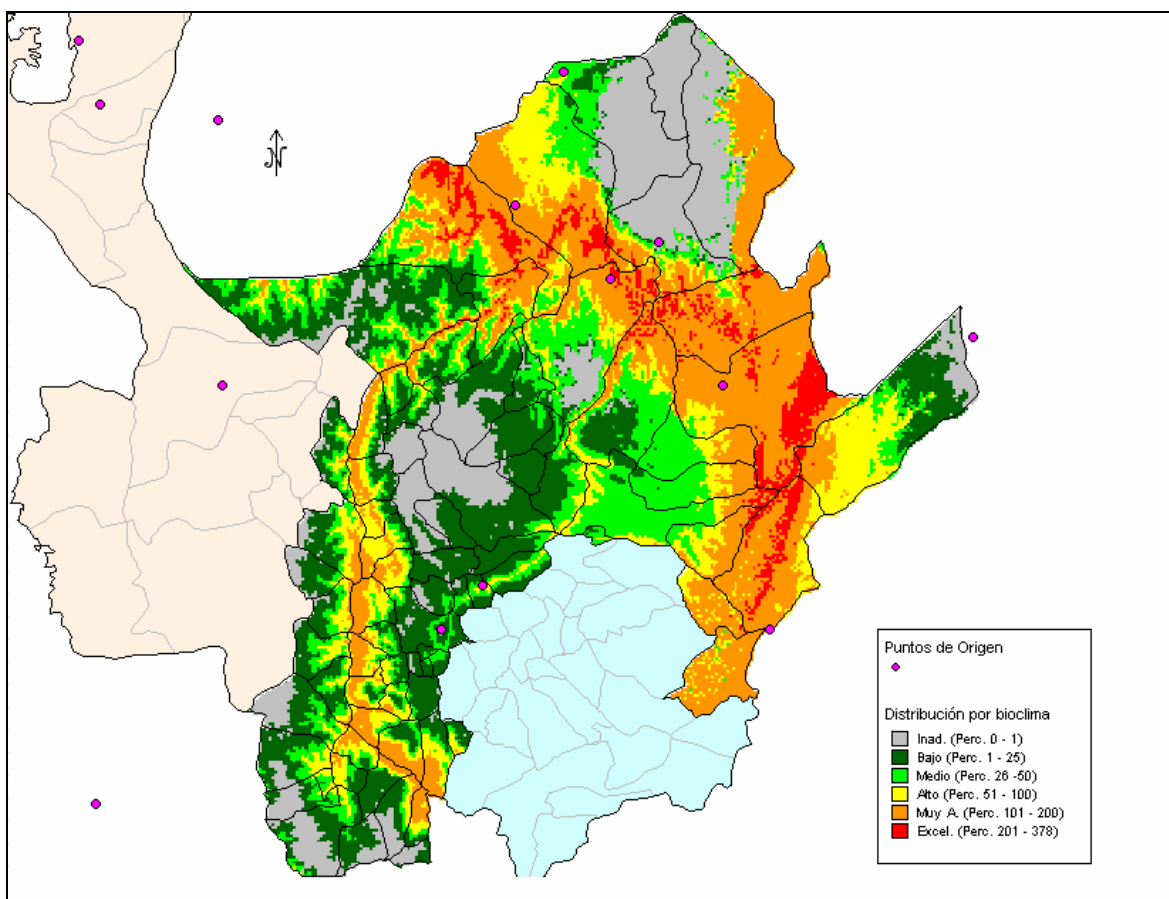 N
Puntos de Origen
Distribución por bioclima
Inad. (Perc. 0 - 1)
Bajo (Perc. 1 - 25)
Medio (Perc. 26 -50)
Alto (Perc. 51 - 100)
Muy A. (Perc. 101 - 200)
Excel. (Perc. 201 - 378)